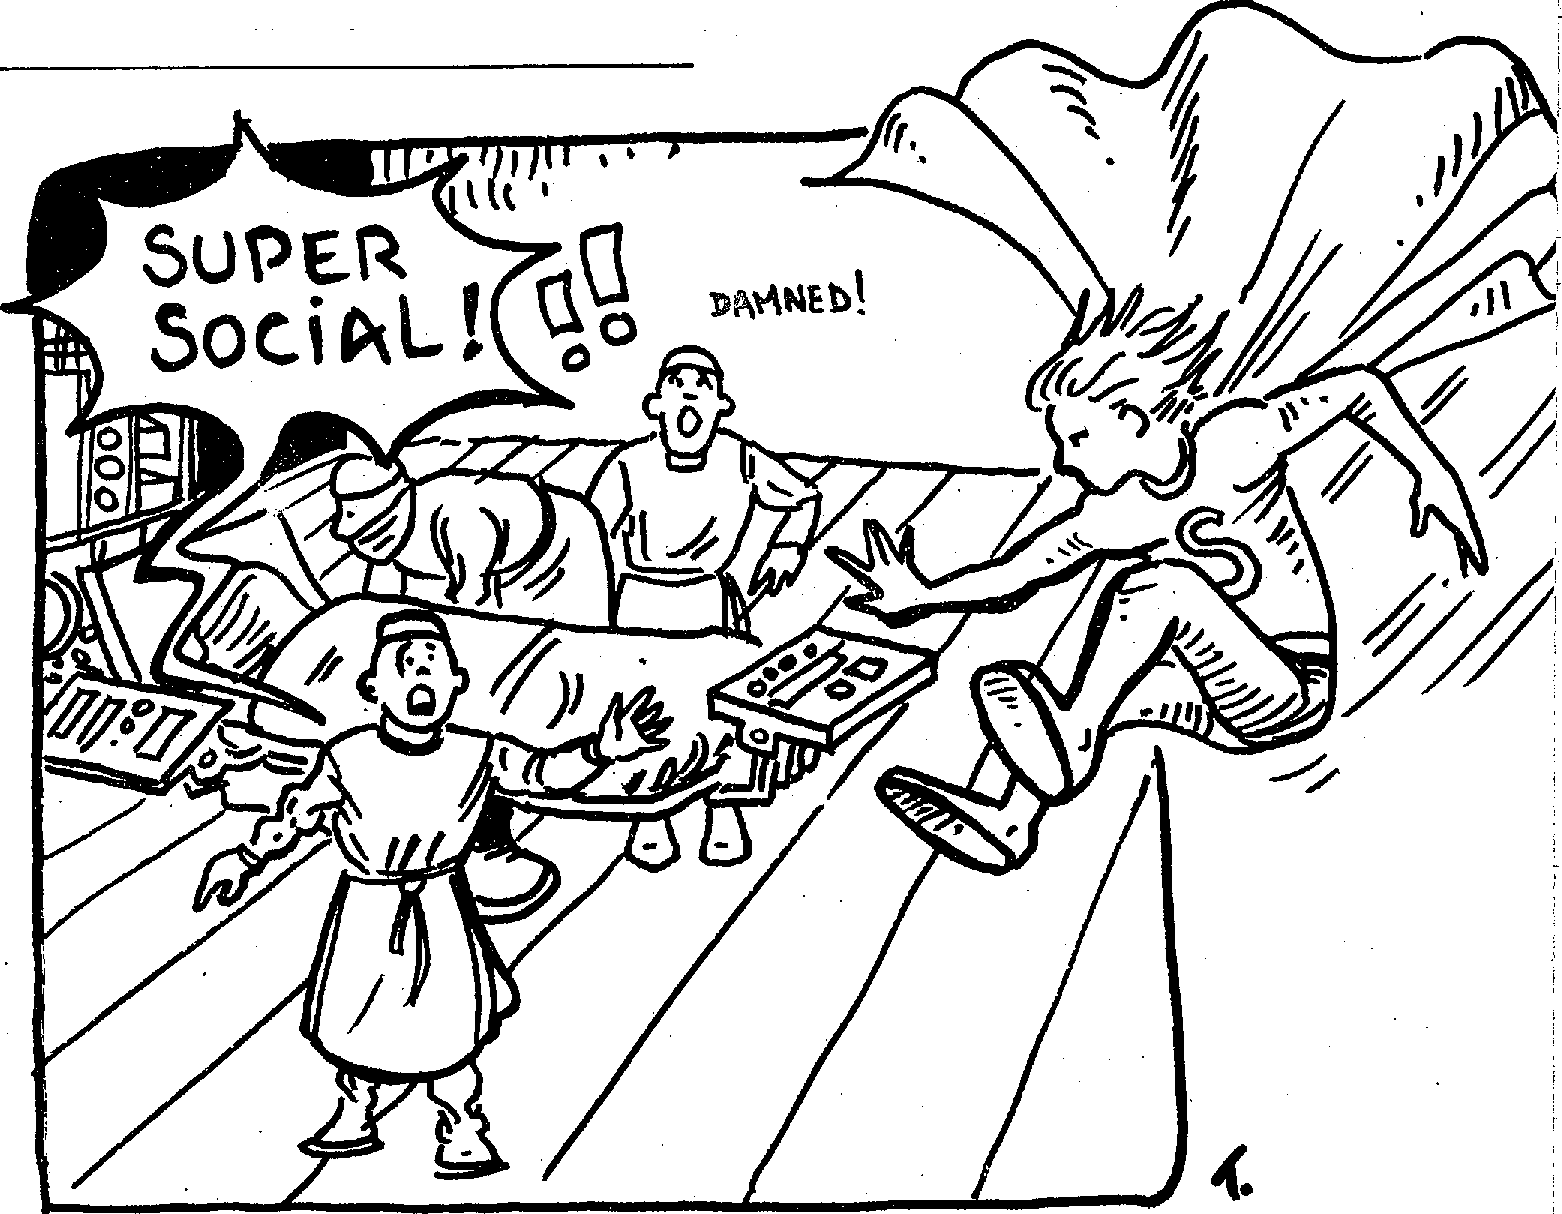 SUPER
SOCiAL!
!!
DAMNED!
S
T.